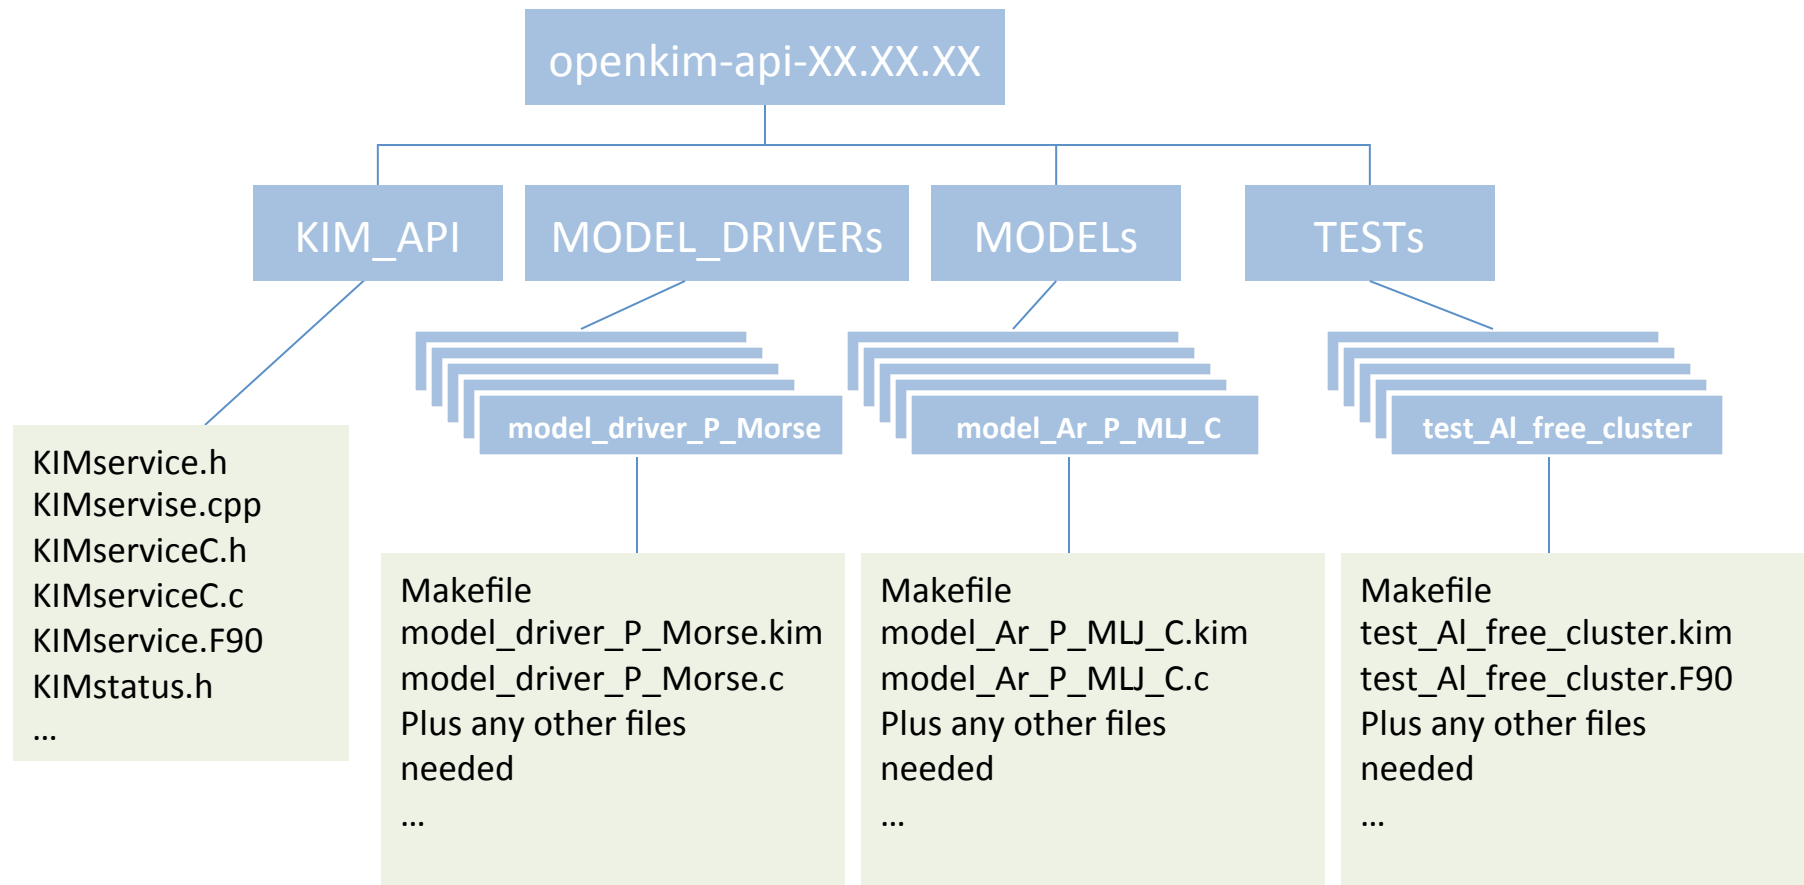 openkim-api-XX.XX.XX
KIM_API
MODEL_DRIVERs
MODELs
TESTs
model_driver_P_Morse
model_Ar_P_MLJ_C
test_Al_free_cluster
KIMservice.h
KIMservise.cpp
KIMserviceC.h
KIMserviceC.c
KIMservice.F90
KIMstatus.h
...
Makefile
model_driver_P_Morse.kim
model_driver_P_Morse.c
Plus any other files
needed
...
Makefile
model_Ar_P_MLJ_C.kim
model_Ar_P_MLJ_C.c
Plus any other files
needed
...
Makefile
test_Al_free_cluster.kim
test_Al_free_cluster.F90
Plus any other files
needed
...